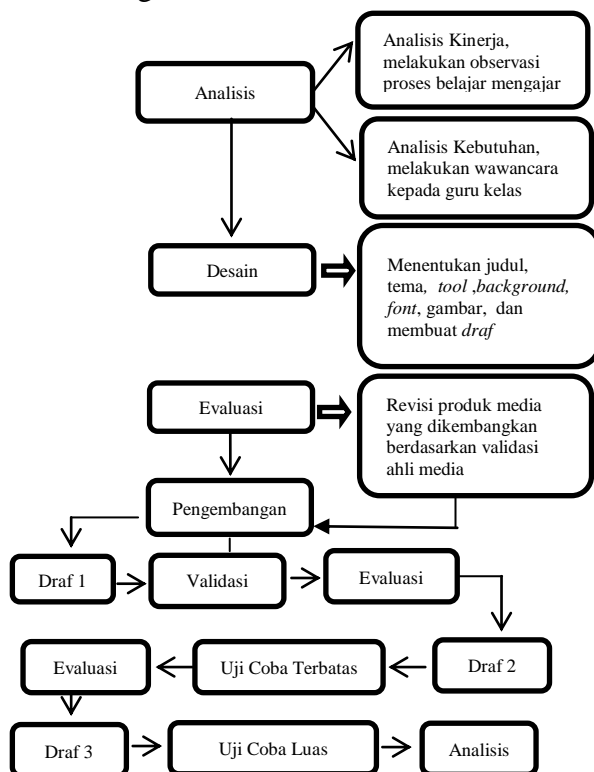 Analisis Kinerja,
melakukan observasi
proses belajar mengajar
Analisis
Analisis Kebutuhan,
melakukan wawancara
kepada guru kelas
Desain
Menentukan judul,
tema, tool ,background,
font, gambar, dan
membuat draf
Evaluasi
Revisi produk media
yang dikembangkan
berdasarkan validasi
ahli media
Pengembangan
Draf 1
Validasi
Evaluasi
Evaluasi
Uji Coba Terbatas
Draf 2
Draf 3
Uji Coba Luas
Analisis